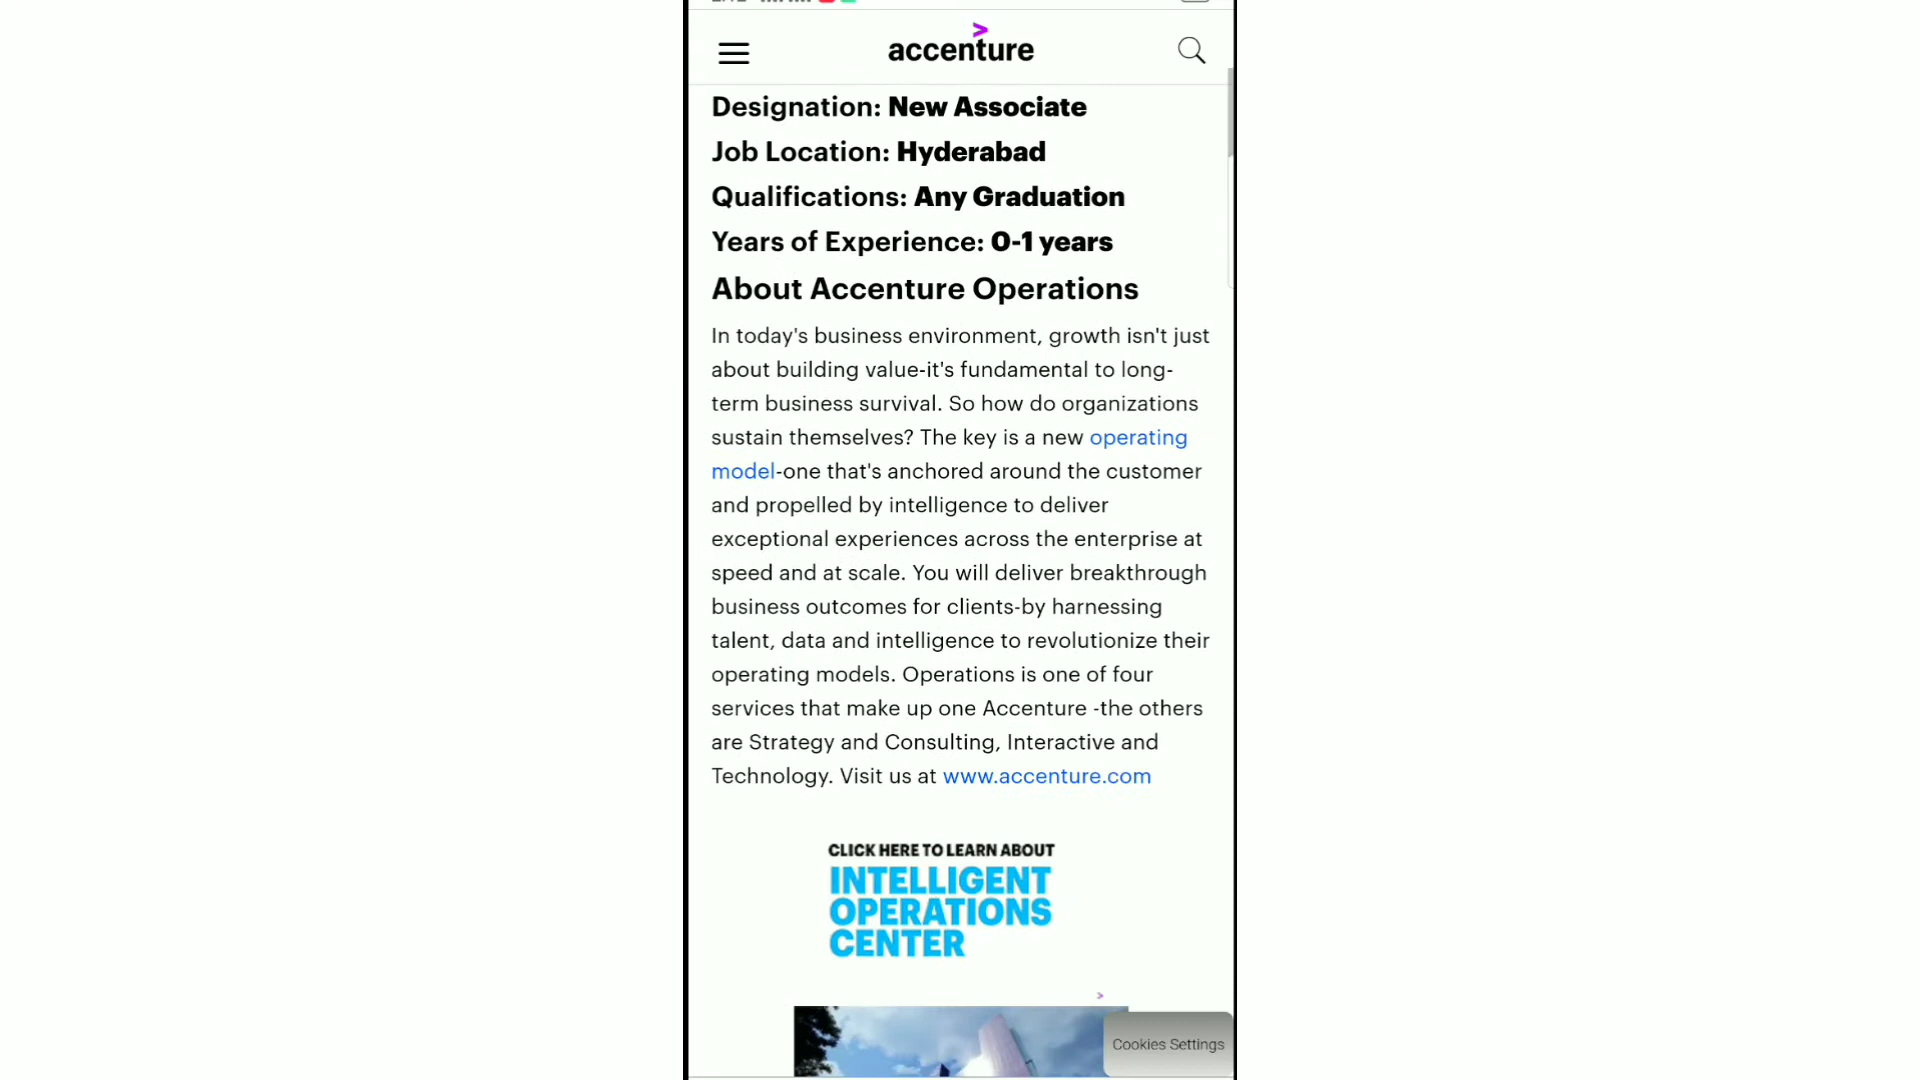 >
accenture
Designation: New Associate
Job Location: Hyderabad
Qualifications: Any Graduation
Years of Experience: 0-1 years
About Accenture Operations
In today's business environment, growth isn't just
about building value-it's fundamental to long-
term business survival. So how do organizations
sustain themselves? The key is a new operating
model-one that's anchored around the customer
and propelled by intelligence to deliver
exceptional experiences across the enterprise at
speed and at scale. You will deliver breakthrough
business outcomes for clients-by harnessing
talent, data and intelligence to revolutionize their
operating models. Operations is one of four
services that make up one Accenture -the others
are Strategy and Consulting, Interactive and
Technology. Visit us at www.accenture.com
CLICK HERE TO LEARN ABOUT
INTELLIGENT
OPERATIONS
CENTER
>
Cookies Settings